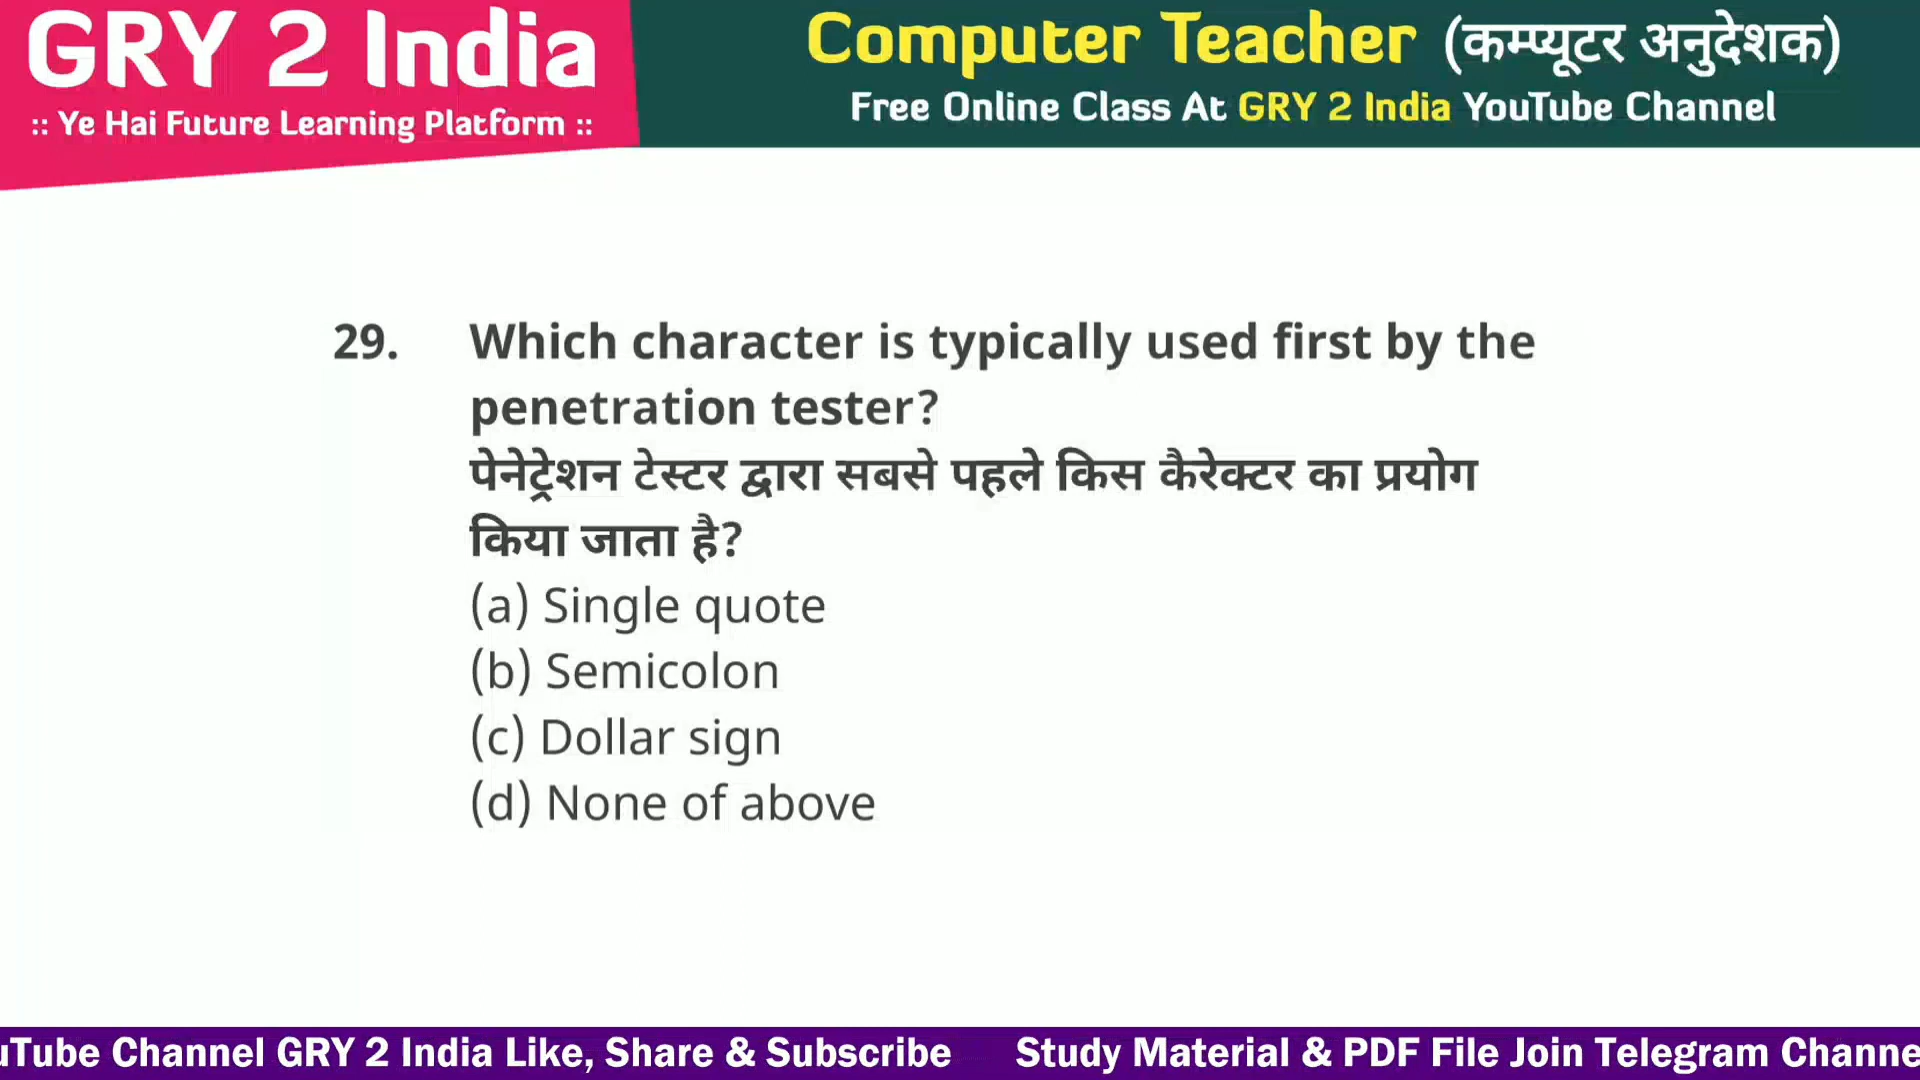 GRY 2 India
:: Ye Hai Future Learning Platform ::
Computer Teacher (कम्प्यूटर अनुदेशक)
Free Online Class At GRY 2 India YouTube Channel
29. Which character is typically used first by the
penetration tester?
पेनेट्रेशन टेस्टर द्वारा सबसे पहले किस कैरेक्टर का प्रयोग
किया जाता है?
(a) Single quote
(b) Semicolon
(c) Dollar sign
(d) None of above
uTube Channel GRY 2 India Like, Share & Subscribe Study Material & PDF File Join Telegram Channe